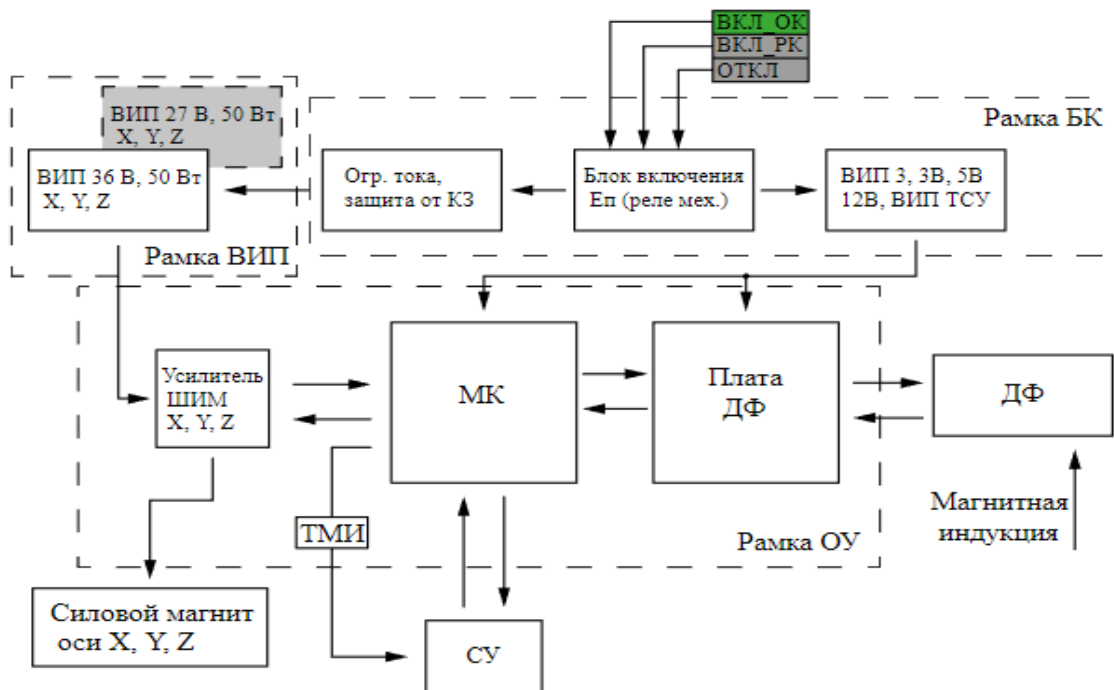 ВКЛ_ОК
ВКЛ_РК
ОТКЛ
ВИП 27 В, 50 Вт
X, Y, Z
ВИП 36 В, 50 Вт
X, Y, Z
Рамка ВИП
Рамка БК
Огр. тока,
защита от КЗ
Блок включения
Еп (реле мех.)
ВИП 3, 3В, 5В
12В, ВИП ТСУ
Усилитель
ШИМ
X, Y, Z
МК
Плата
ДФ
ДФ
Магнитная
индукция
ТМИ
Рамка ОУ
Силовой магнит
оси X, Y, Z
СУ